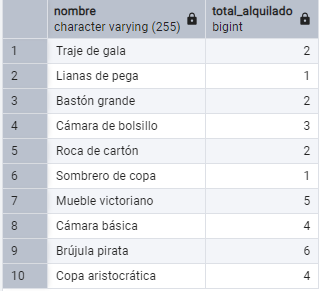 nombre total_alquilado
character varying (255) bigint
1 Traje de gala 2
2 Lianas de pega 1
3 Bastón grande 2
4 Cámara de bolsillo 3
5 Roca de cartón 2
6 Sombrero de copa 1
7 Mueble victoriano 5
8 Cámara básica 4
9 Brújula pirata 6
10 Copa aristocrática 4